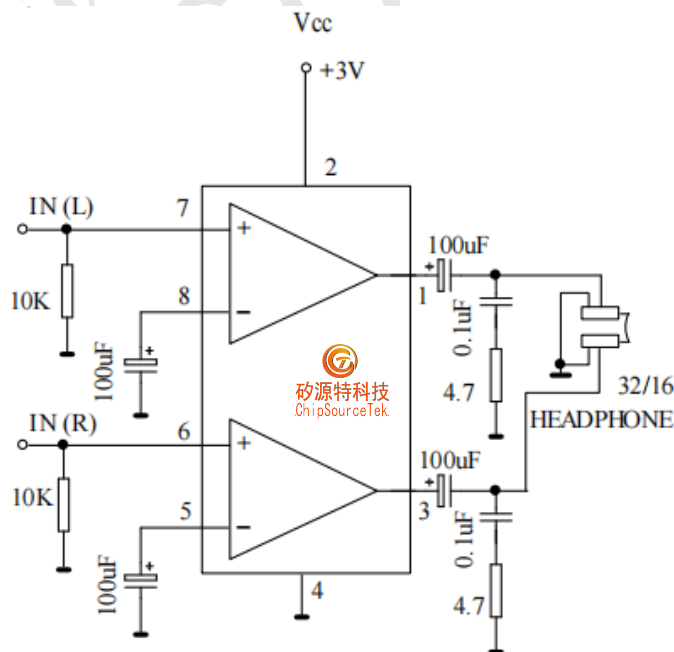 Vcc
+3V
2
IN (L)
7
+
10K
8
−
100uF
1
+
100uF
0.1uF
4.7
+
100uF
矽源特科技
ChipSourceTek.
32/16
HEADPHONE
IN (R)
6
+
10K
5
−
100uF
3
+
100uF
0.1uF
4.7
+
4